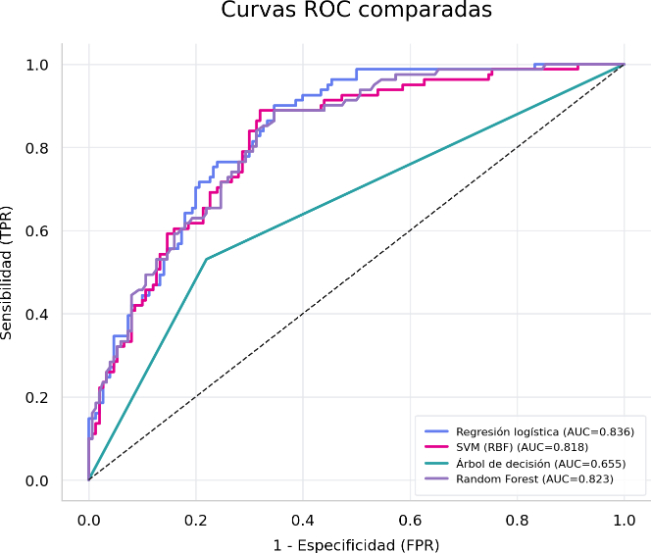 Curvas ROC comparadas
Sensibilidad (TPR)
1.0
0.8
0.6
0.4
0.2
0.0
0.0
0.2
0.4
0.6
0.8
1.0
1 - Especificidad (FPR)
Regresión logística (AUC=0.836)
SVM (RBF) (AUC=0.818)
Árbol de decisión (AUC=0.655)
Random Forest (AUC=0.823)